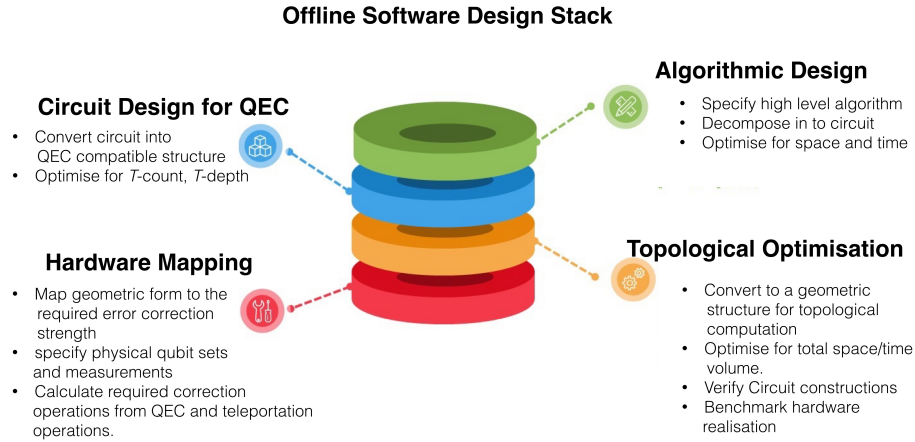 Offline Software Design Stack
Algorithmic Design
• Specify high level algorithm
• Decompose in to circuit
• Optimise for space and time
Circuit Design for QEC
• Convert circuit into
QEC compatible structure
• Optimise for T-count, T-depth
Topological Optimisation
• Convert to a geometric
structure for topological
computation
• Optimise for total space/time
volume.
• Verify Circuit constructions
• Benchmark hardware
realisation
Hardware Mapping
• Map geometric form to the
required error correction
strength
• specify physical qubit sets
and measurements
• Calculate required correction
operations from QEC and teleportation
operations.